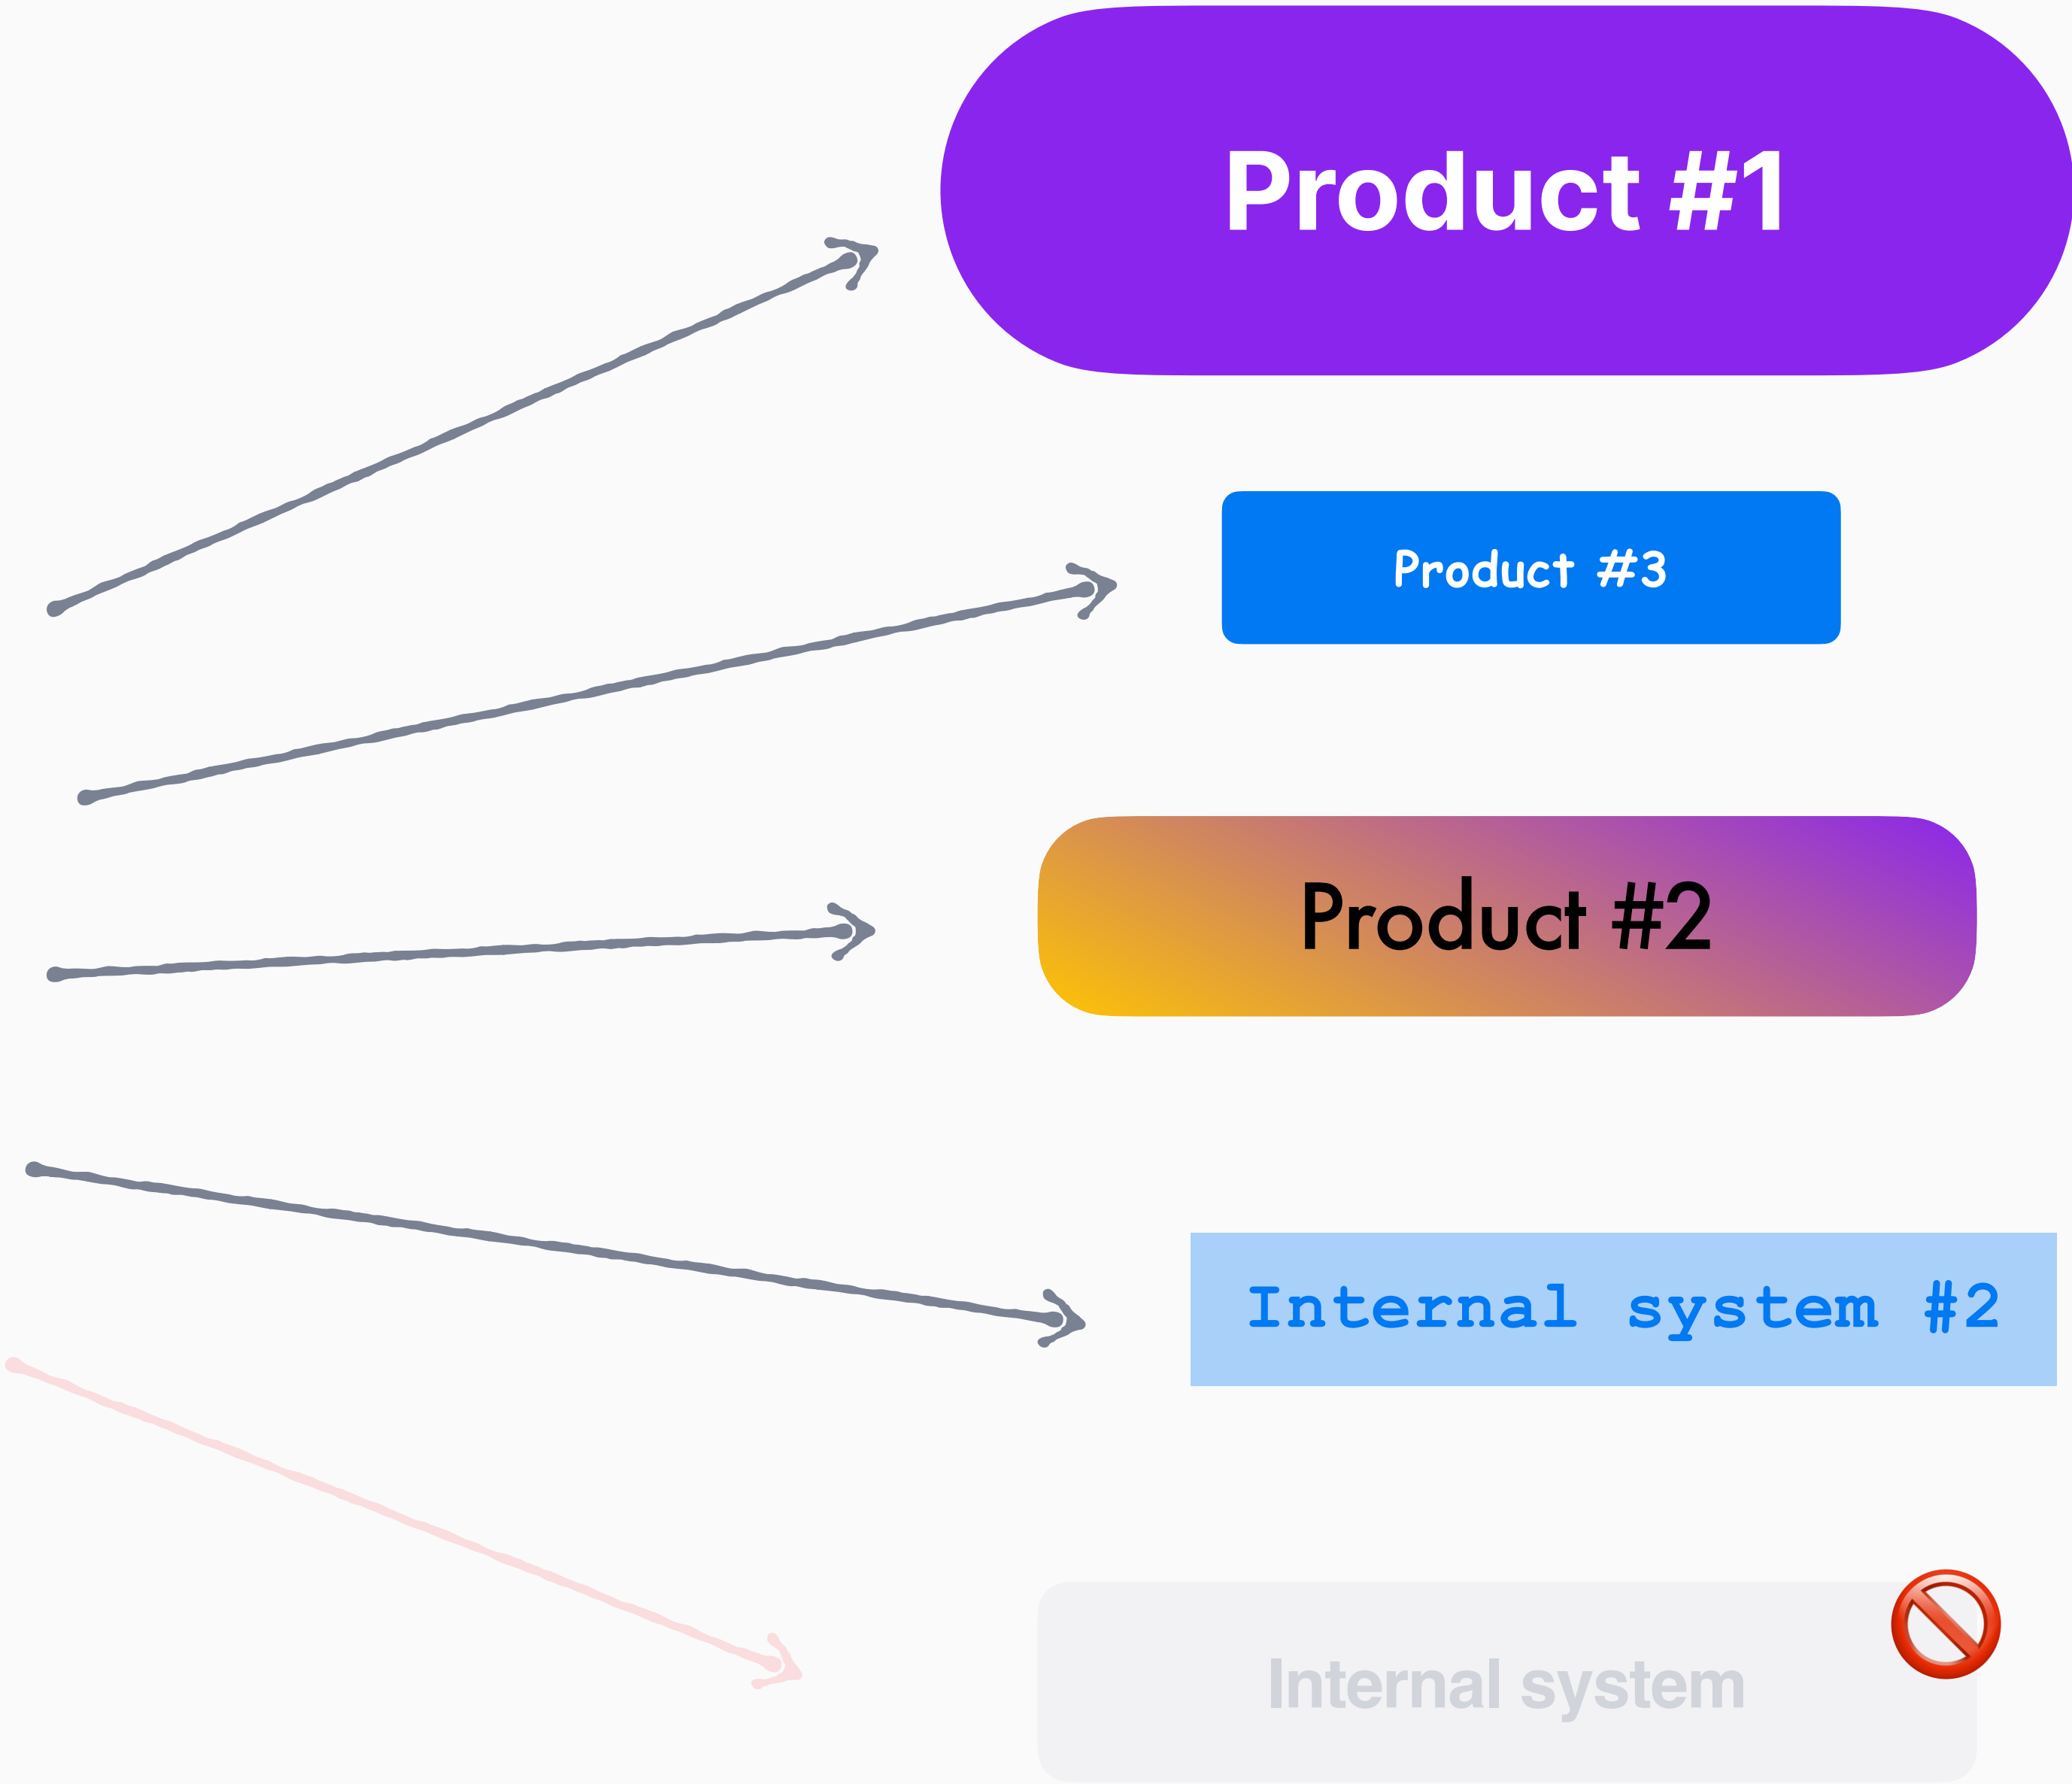 Product #1
Product #3
Product #2
Internal system #2
Internal system